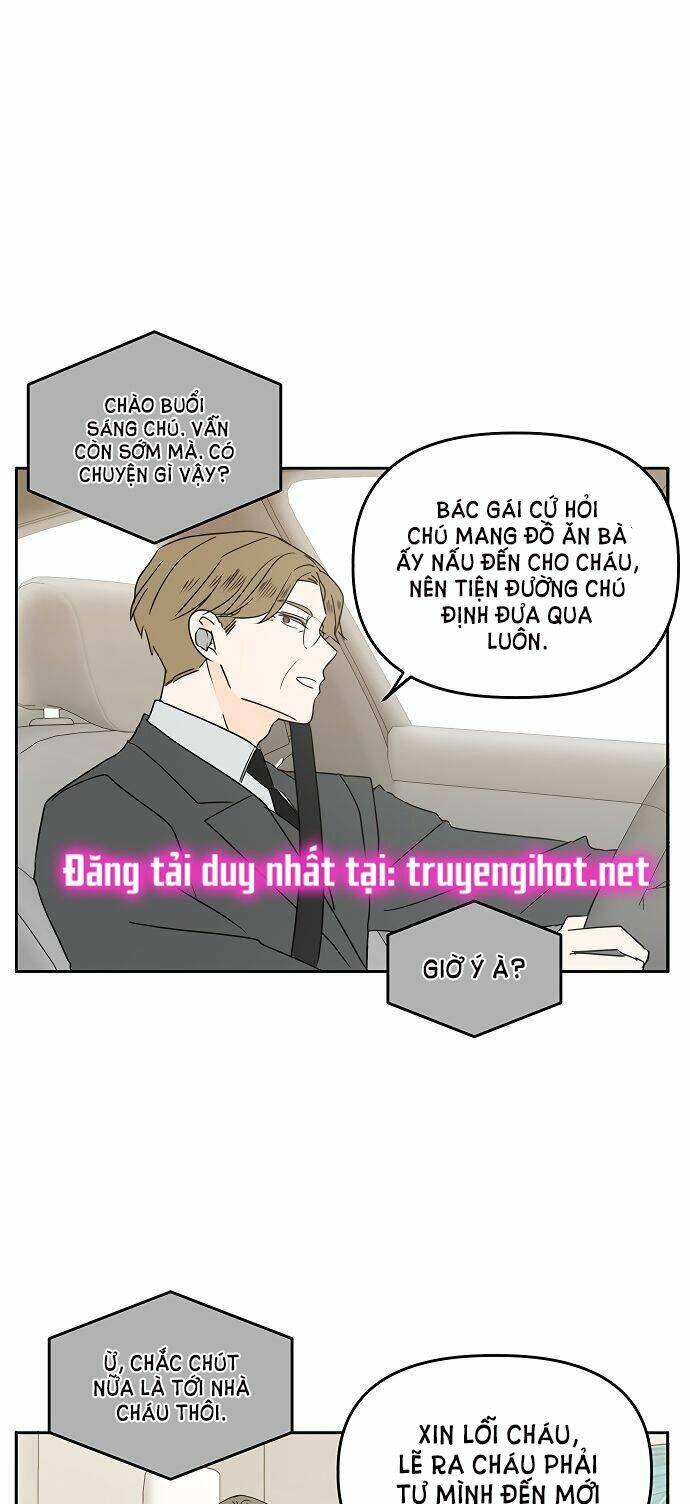 CHÀO BUỔI
SÁNG CHÚ. VẪN
CÒN SỚM MÀ. CÓ
CHUYỆN GÌ VẬY?
BÁC GÁI CỨ HỎI
CHÚ MANG ĐỒ ĂN BÀ
ẤY NẤU ĐẾN CHO CHÁU,
NÊN TIỆN ĐƯỜNG CHÚ
ĐỊNH ĐƯA QUA
LUÔN.
Đăng tải duy nhất tại: truyengihot.net
GIỜ Ý À?
Ừ, CHẮC CHÚT
NỮA LÀ TỚI NHÀ
CHÁU THÔI.
XIN LỖI CHÁU,
LẼ RA CHÁU PHẢI
TỰ MÌNH ĐẾN MỚI